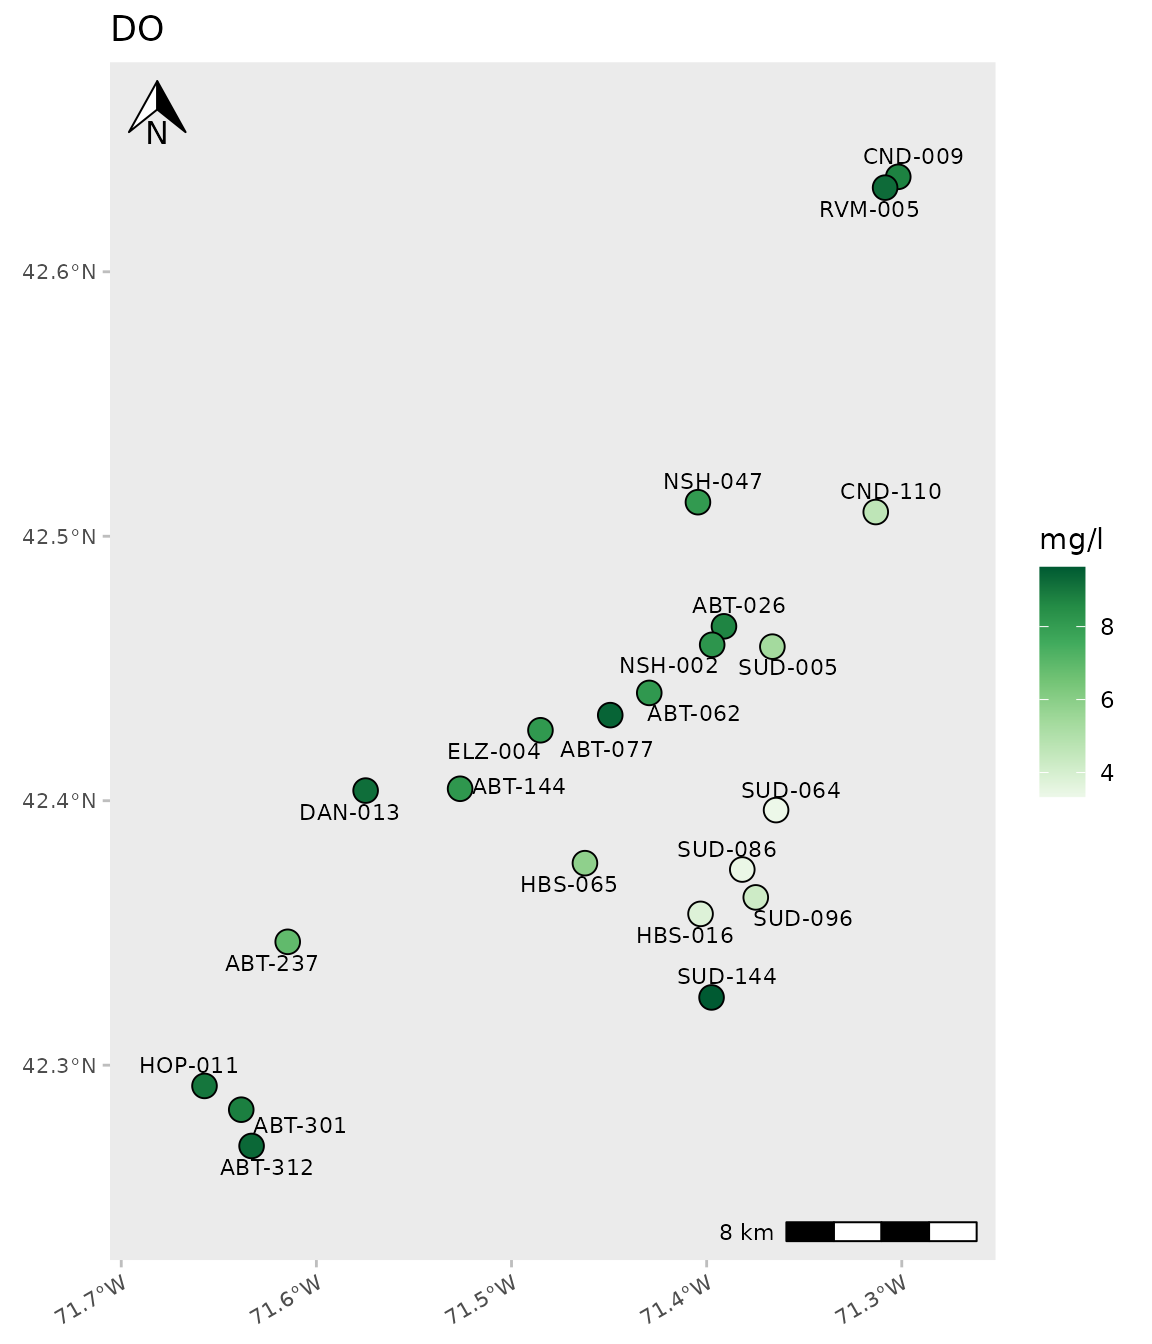 DO
N
CND-009
RVM-005
42.6°N
NSH-047
CND-110
42.5°N
mg/l
ABT-026
8
NSH-002
SUD-005
6
ABT-062
ELZ-004
ABT-077
4
ABT-144
SUD-064
42.4°N
DAN-013
SUD-086
HBS-065
SUD-096
HBS-016
ABT-237
SUD-144
HOP-011
42.3°N
ABT-301
ABT-312
8 km
71.7°W
71.6°W
71.5°W
71.4°W
71.3°W